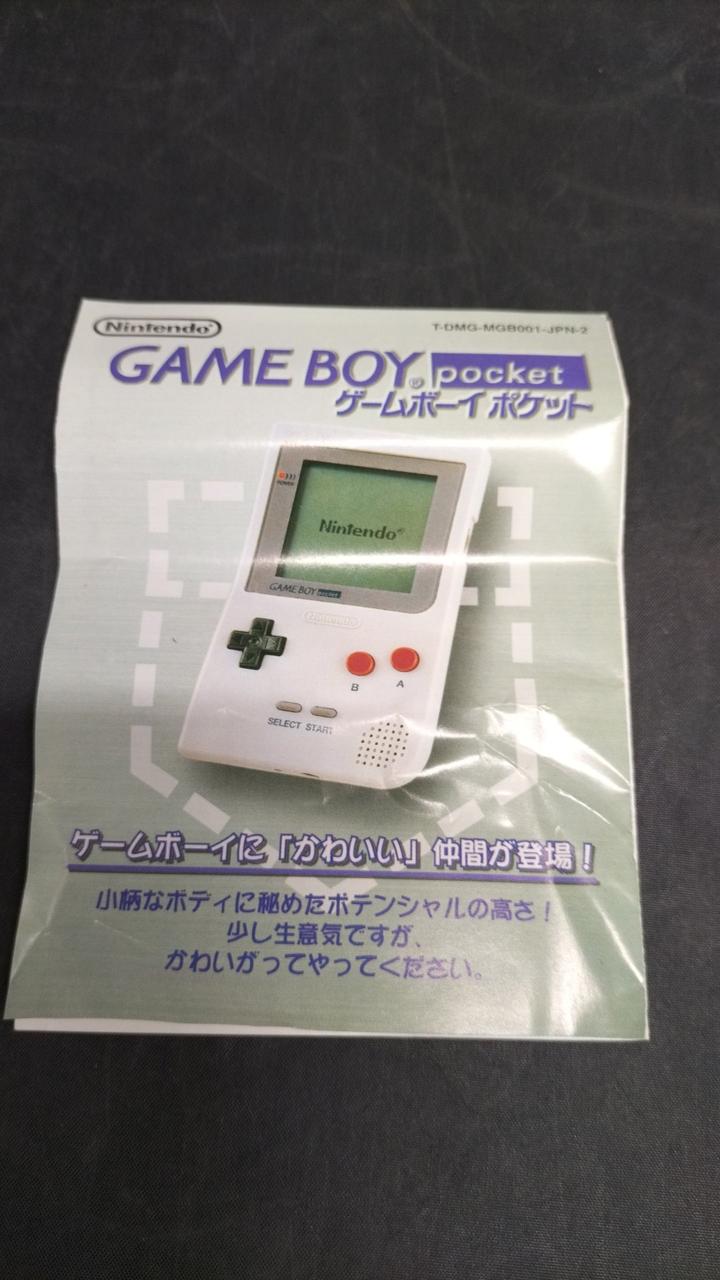 Nintendo
T-DMG-MGB001-JPN-2
GAME BOY® pocket
ゲームボーイ ポケット
POWER
Nintendo®
GAME BOY pocket
Nintendo
B A
SELECT START
ゲームボーイに「かわいい」仲間が登場！
小柄なボディに秘めたポテンシャルの高さ！
少し生意気ですが、
かわいがってやってください。